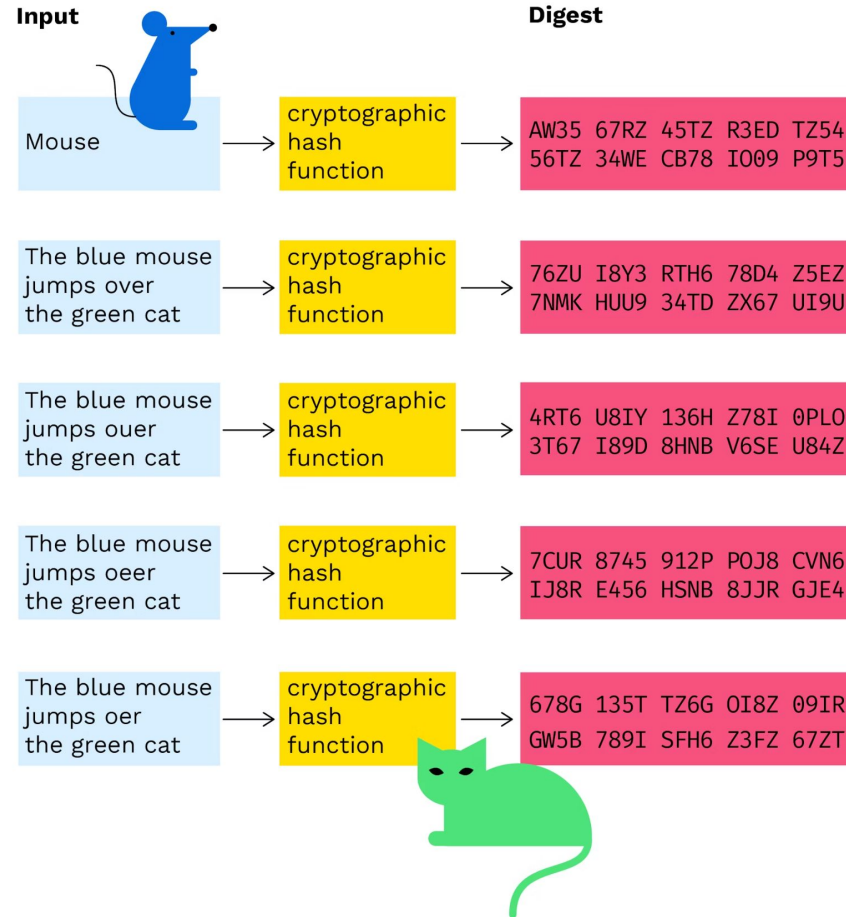 Input
Digest
Mouse
cryptographic
hash
function
AW35 67RZ 45TZ R3ED TZ54
56TZ 34WE CB78 IO09 P9T5
The blue mouse
jumps over
the green cat
cryptographic
hash
function
76ZU I8Y3 RTH6 78D4 Z5EZ
7NMK HUU9 34TD ZX67 UI9U
The blue mouse
jumps ouer
the green cat
cryptographic
hash
function
4RT6 U8IY 136H Z78I 0PLO
3T67 I89D 8HNB V6SE U84Z
The blue mouse
jumps oeer
the green cat
cryptographic
hash
function
7CUR 8745 912P POJ8 CVN6
IJ8R E456 HSNB 8JJR GJE4
The blue mouse
jumps oer
the green cat
cryptographic
hash
function
678G 135T TZ6G OI8Z 09IR
GW5B 789I SFH6 Z3FZ 67ZT